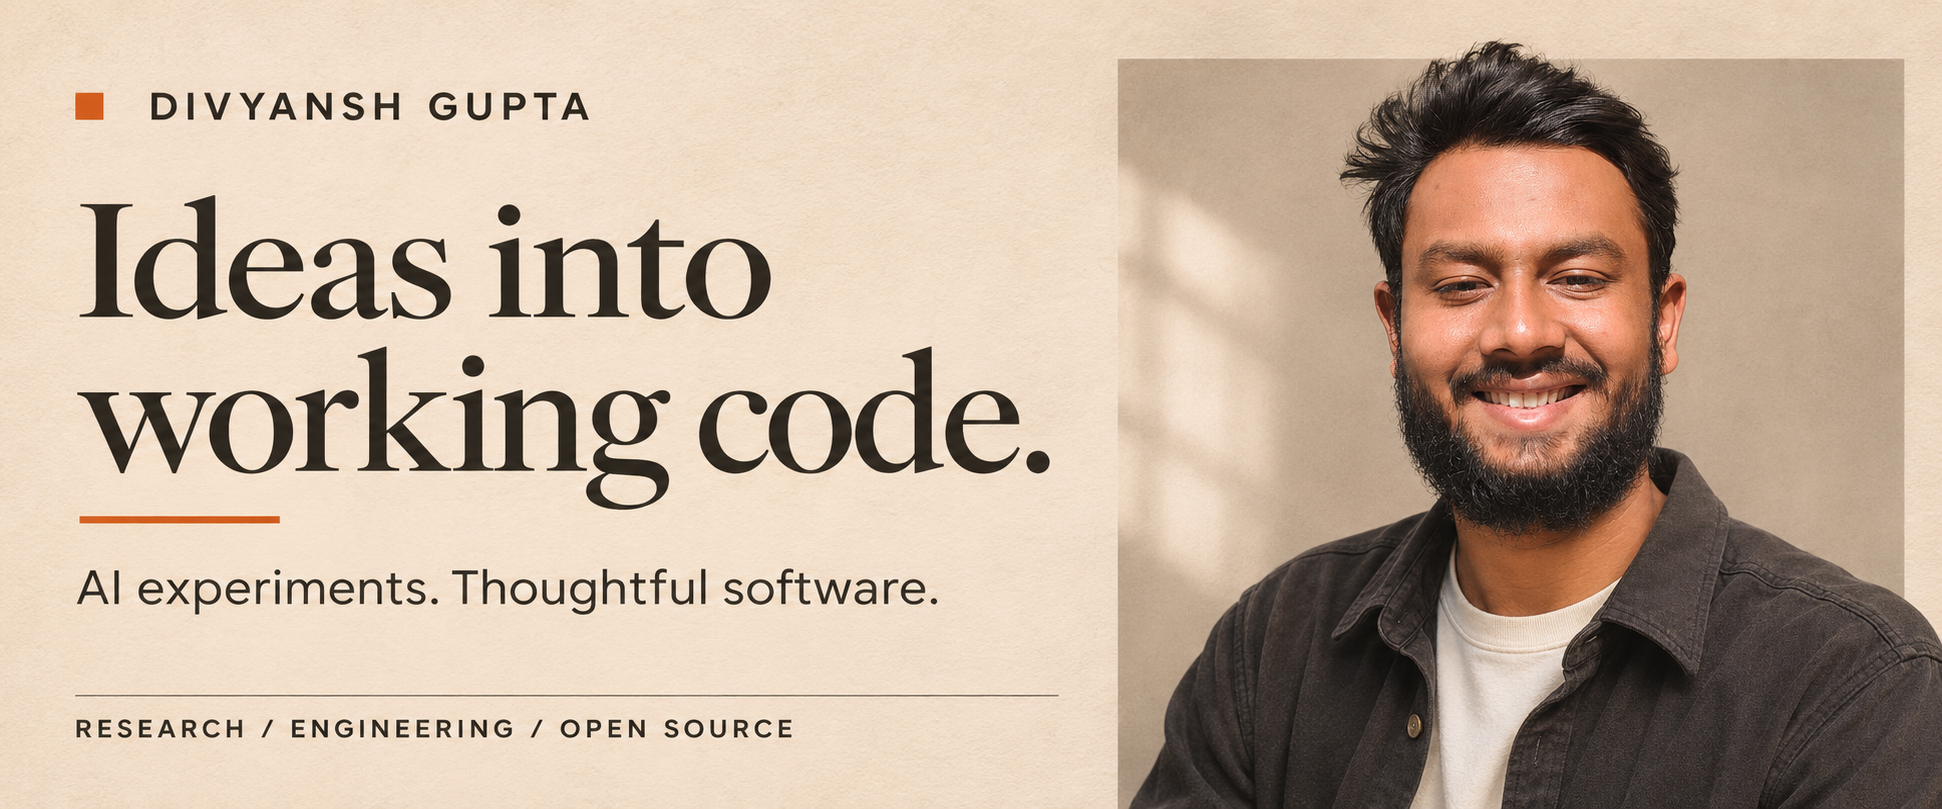 DIVYANSH GUPTA
Ideas into
working code.
AI experiments. Thoughtful software.
RESEARCH / ENGINEERING / OPEN SOURCE